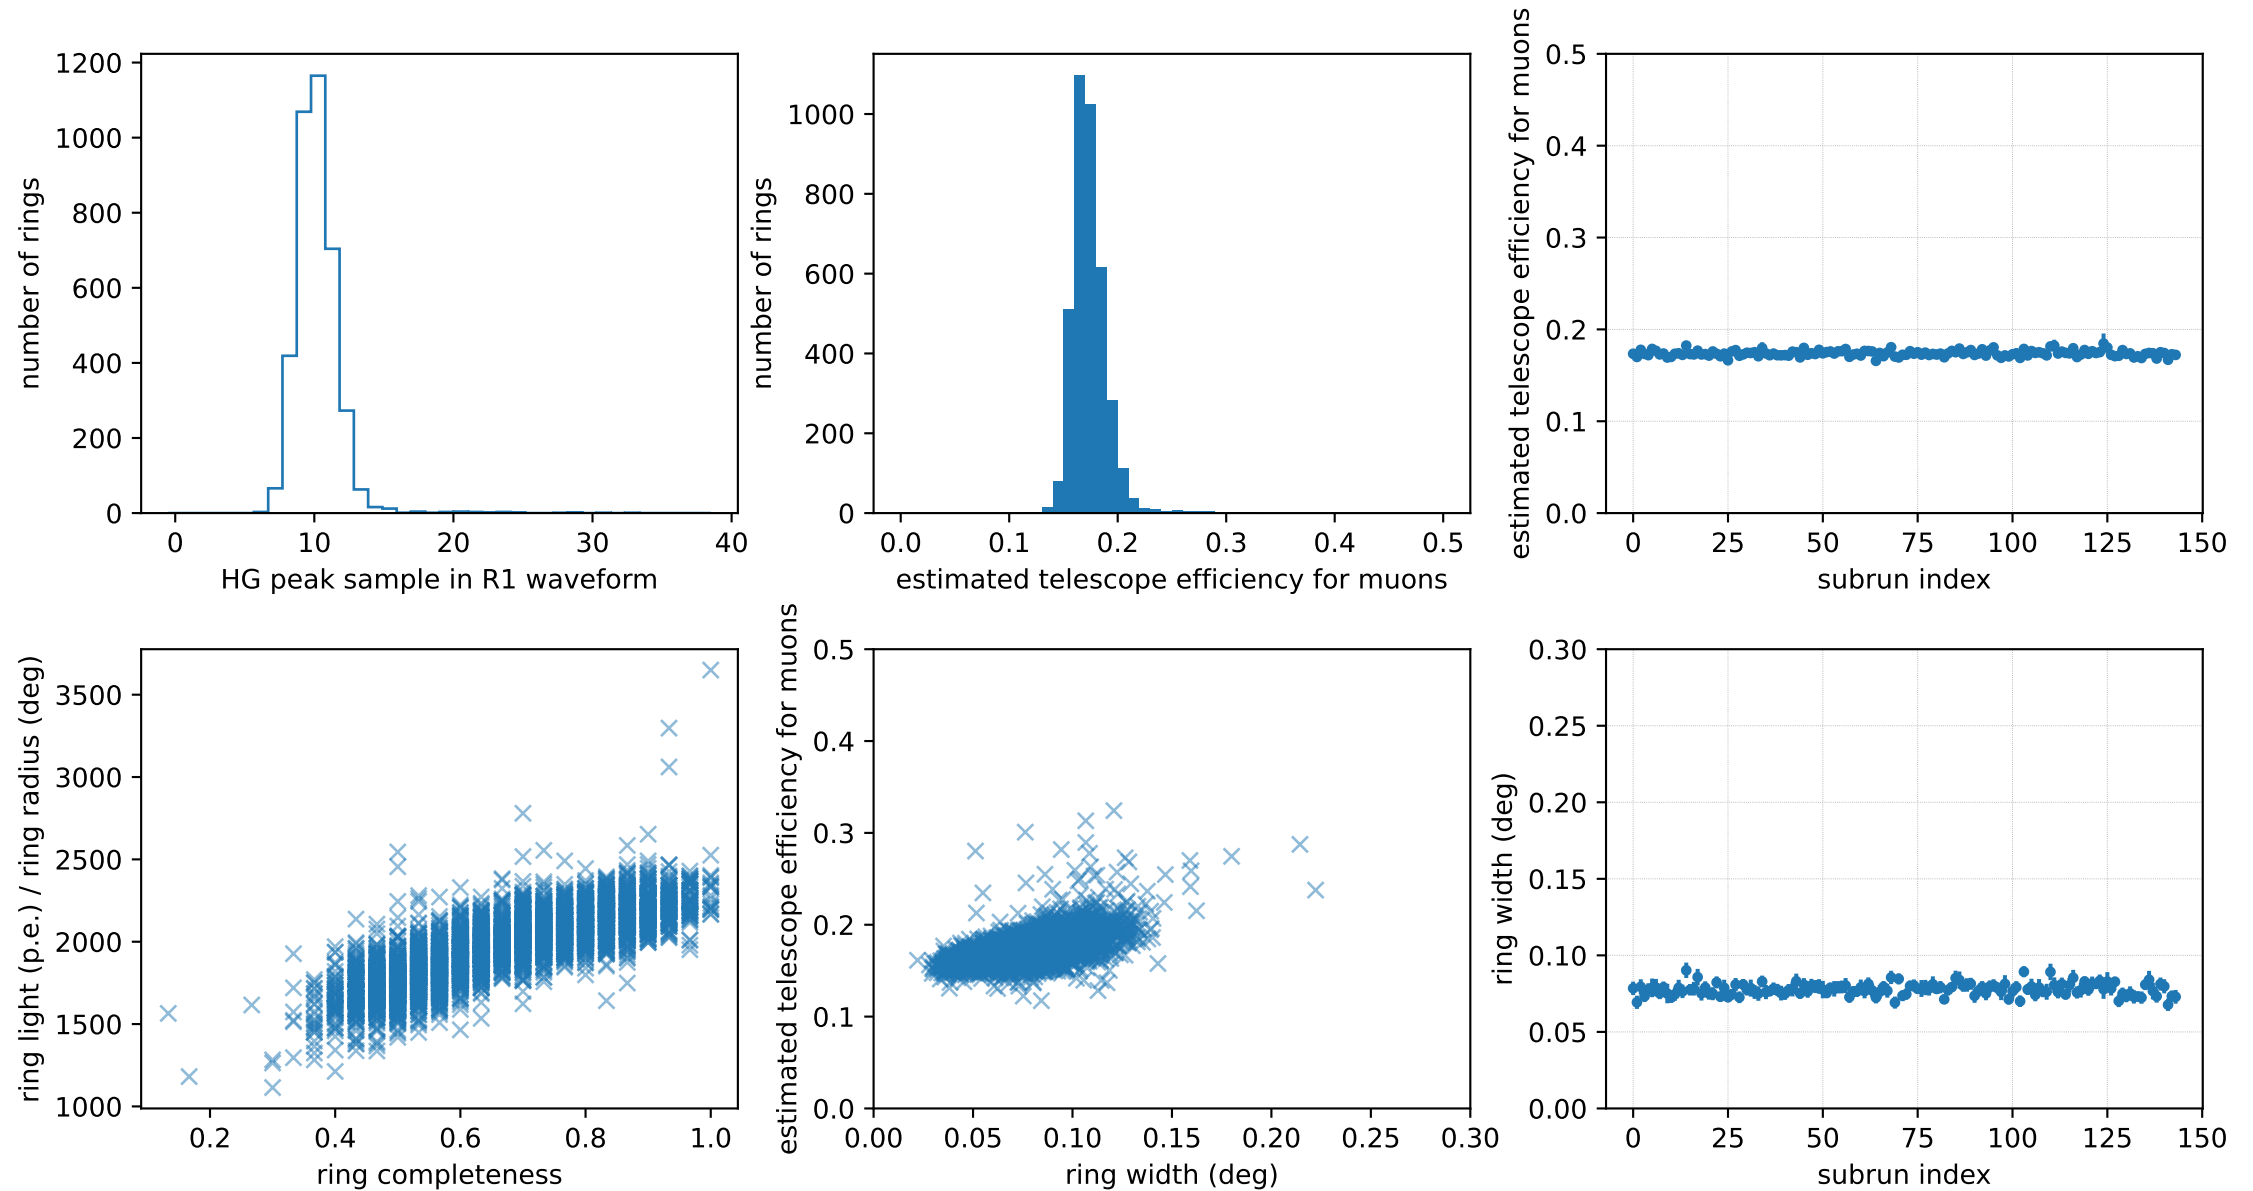 number of rings
1200
1000
800
600
400
200
0
0 10 20 30 40
HG peak sample in R1 waveform
number of rings
1000
800
600
400
200
0
0.0 0.1 0.2 0.3 0.4 0.5
estimated telescope efficiency for muons
estimated telescope efficiency for muons
0.5
0.4
0.3
0.2
0.1
0.0
0 25 50 75 100 125 150
subrun index
ring light (p.e.) / ring radius (deg)
3500
3000
2500
2000
1500
1000
0.2 0.4 0.6 0.8 1.0
ring completeness
estimated telescope efficiency for muons
0.5
0.4
0.3
0.2
0.1
0.0
0.00 0.05 0.10 0.15 0.20 0.25 0.30
ring width (deg)
ring width (deg)
0.30
0.25
0.20
0.15
0.10
0.05
0.00
0 25 50 75 100 125 150
subrun index